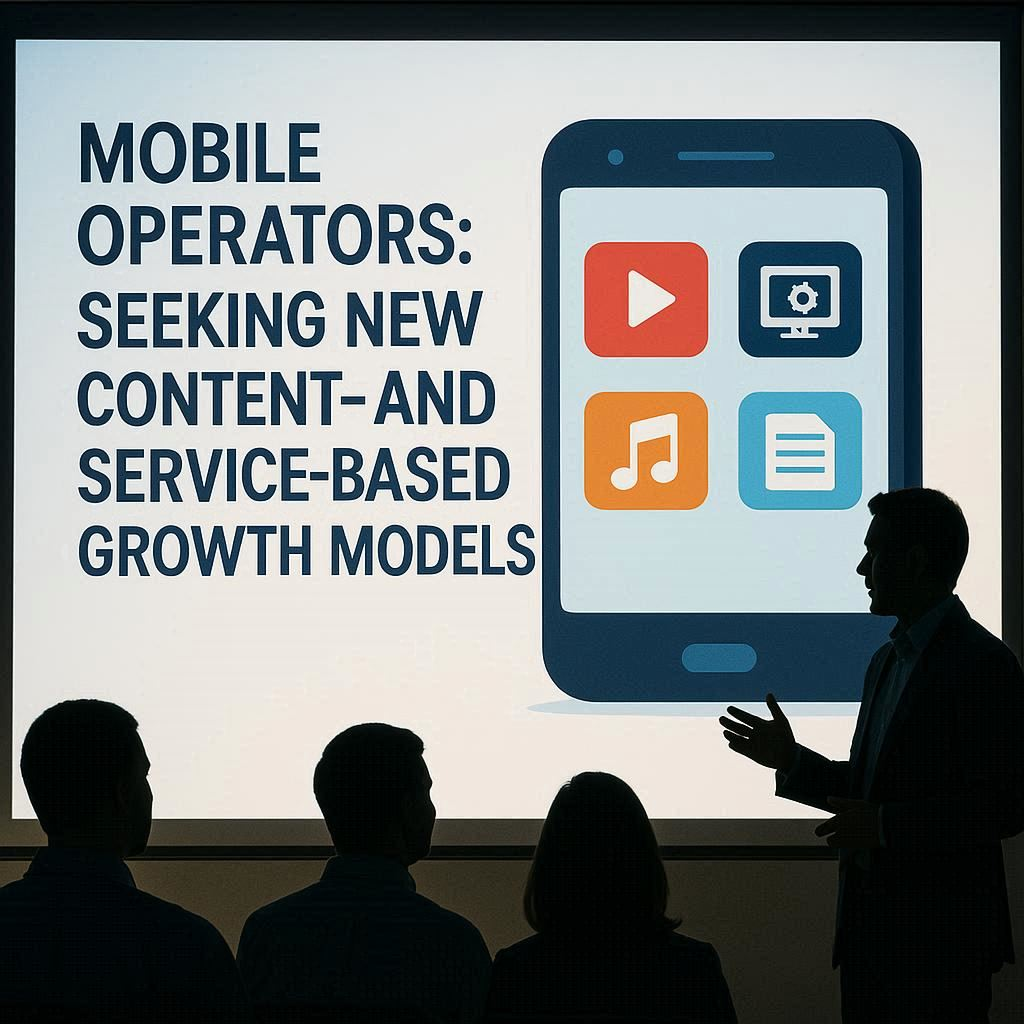 MOBILE
OPERATORS:
SEEKING NEW
CONTENT–AND
SERVICE-BASED
GROWTH MODELS